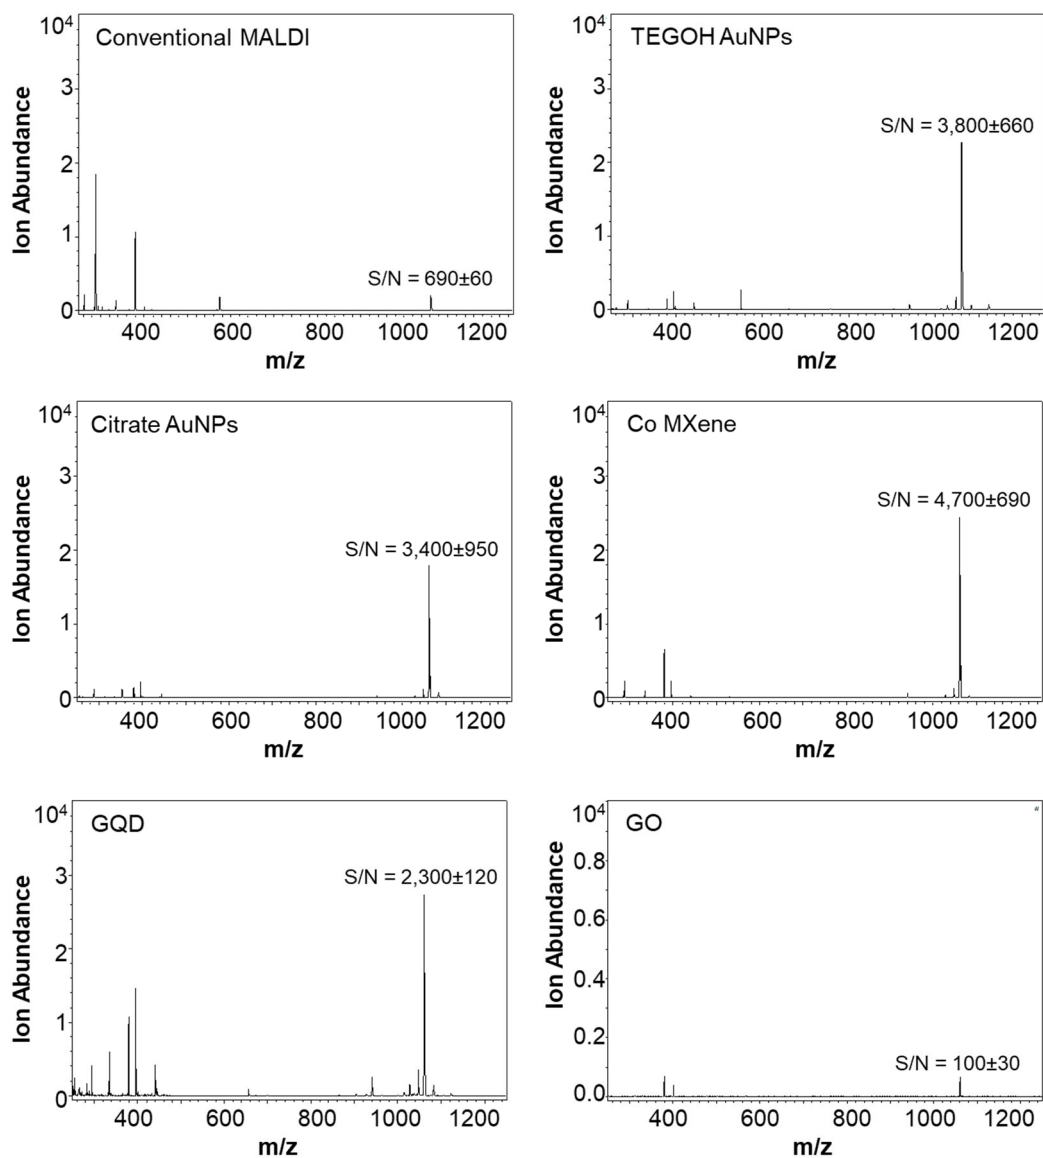 10⁴
Conventional MALDI
3
2
1
0
Ion Abundance
S/N = 690±60
400 600 800 1000 1200
m/z
10⁴
TEGOH AuNPs
3
2
1
0
Ion Abundance
S/N = 3,800±660
400 600 800 1000 1200
m/z
10⁴
Citrate AuNPs
3
2
1
0
Ion Abundance
S/N = 3,400±950
400 600 800 1000 1200
m/z
10⁴
Co MXene
3
2
1
0
Ion Abundance
S/N = 4,700±690
400 600 800 1000 1200
m/z
10⁴
GQD
3
2
1
0
Ion Abundance
S/N = 2,300±120
400 600 800 1000 1200
m/z
10⁴
GO
#
0.8
0.6
0.4
0.2
0.0
Ion Abundance
S/N = 100±30
400 600 800 1000 1200
m/z